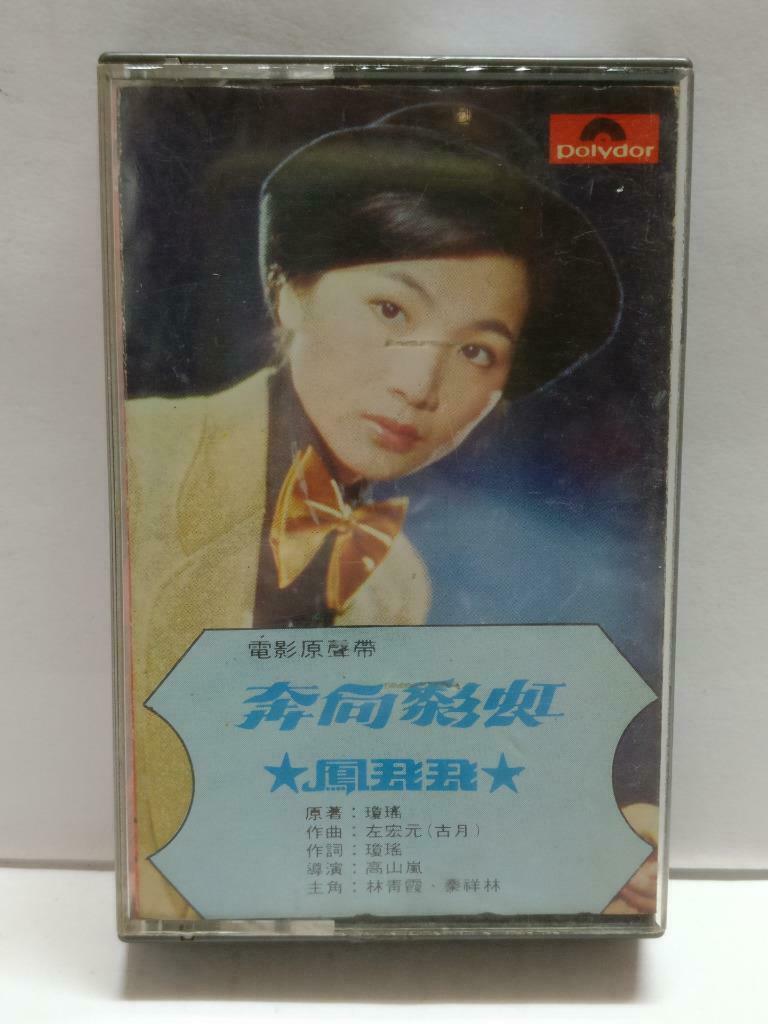 polydor
電影原聲帶
奔向彩虹
★鳳飛飛★
原著：瓊瑤
作曲：左宏元(古月)
作詞：瓊瑤
導演：高山嵐
主角：林青霞、秦祥林